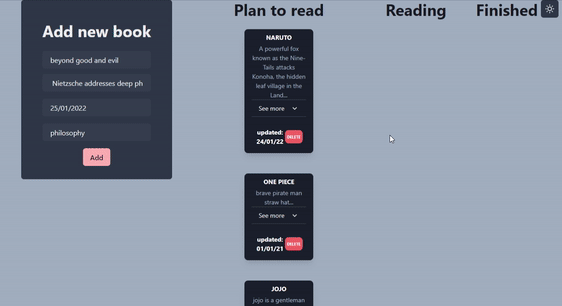 Add new book
beyond good and evil
Nietzsche addresses deep ph
25/01/2022
philosophy
Add
Plan to read
NARUTO
A powerful fox
known as the Nine-
Tails attacks
Konoha, the hidden
leaf village in the
Land...
See more
updated:
24/01/22
DELETE
ONE PIECE
brave pirate man
straw hat...
See more
updated:
01/01/21
DELETE
JOJO
jojo is a gentleman
Reading
Finished